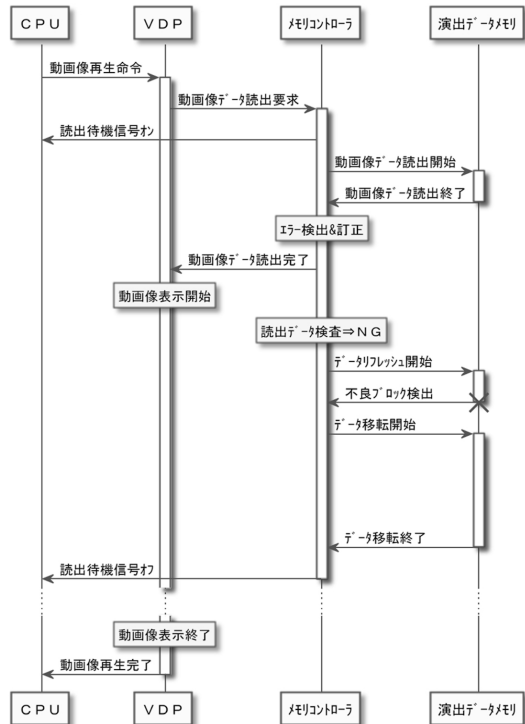 ＣＰＵ
ＶＤＰ
ﾒﾓﾘｺﾝﾄﾛｰﾗ
演出ﾃﾞｰﾀﾒﾓﾘ
動画像再生命令
動画像ﾃﾞｰﾀ読出要求
読出待機信号ｵﾝ
動画像ﾃﾞｰﾀ読出開始
動画像ﾃﾞｰﾀ読出終了
ｴﾗｰ検出&訂正
動画像ﾃﾞｰﾀ読出完了
動画像表示開始
読出ﾃﾞｰﾀ検査⇒ＮＧ
ﾃﾞｰﾀﾘﾌﾚｯｼｭ開始
不良ﾌﾞﾛｯｸ検出
ﾃﾞｰﾀ移転開始
ﾃﾞｰﾀ移転終了
読出待機信号ｵﾌ
動画像表示終了
動画像再生完了
ＣＰＵ
ＶＤＰ
ﾒﾓﾘｺﾝﾄﾛｰﾗ
演出ﾃﾞｰﾀﾒﾓﾘ